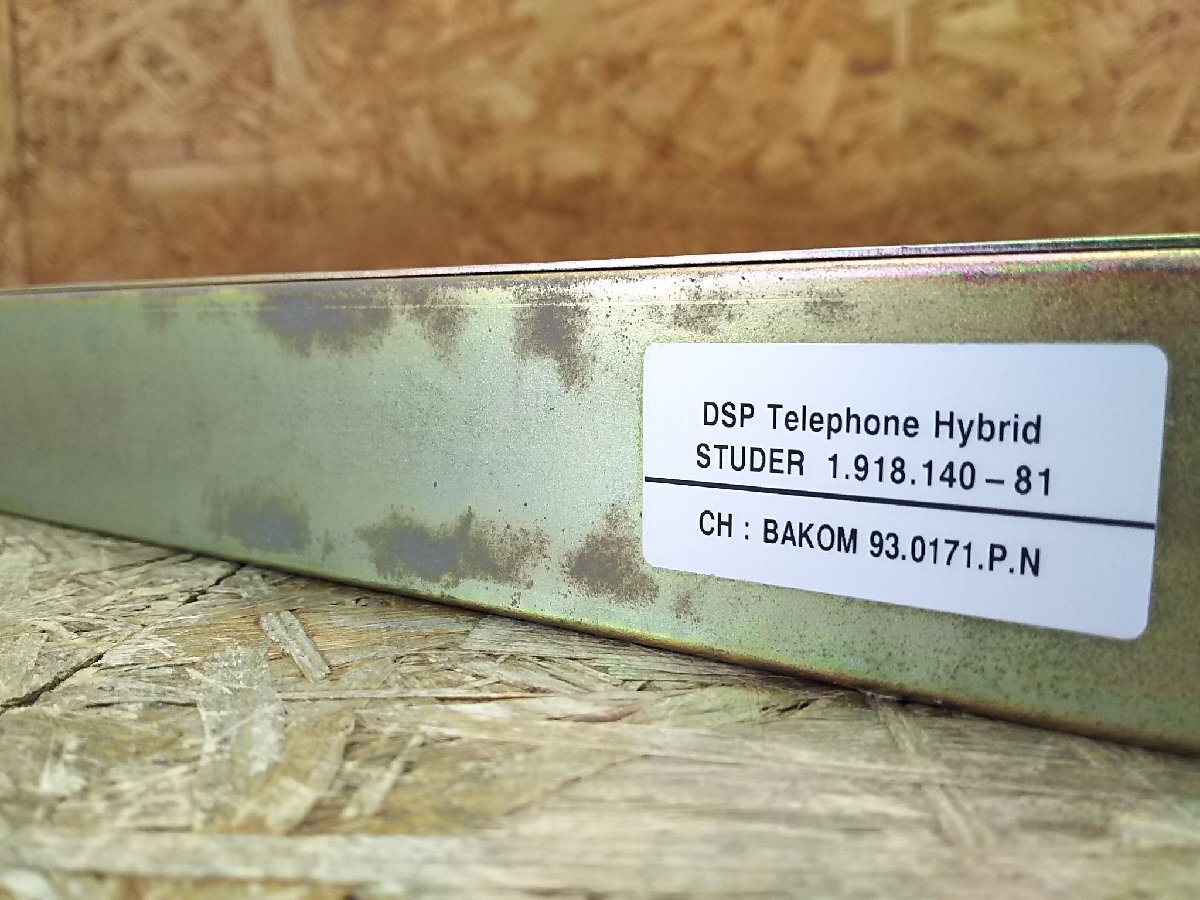 DSP Telephone Hybrid
STUDER 1.918.140 – 81
CH : BAKOM 93.0171.P.N